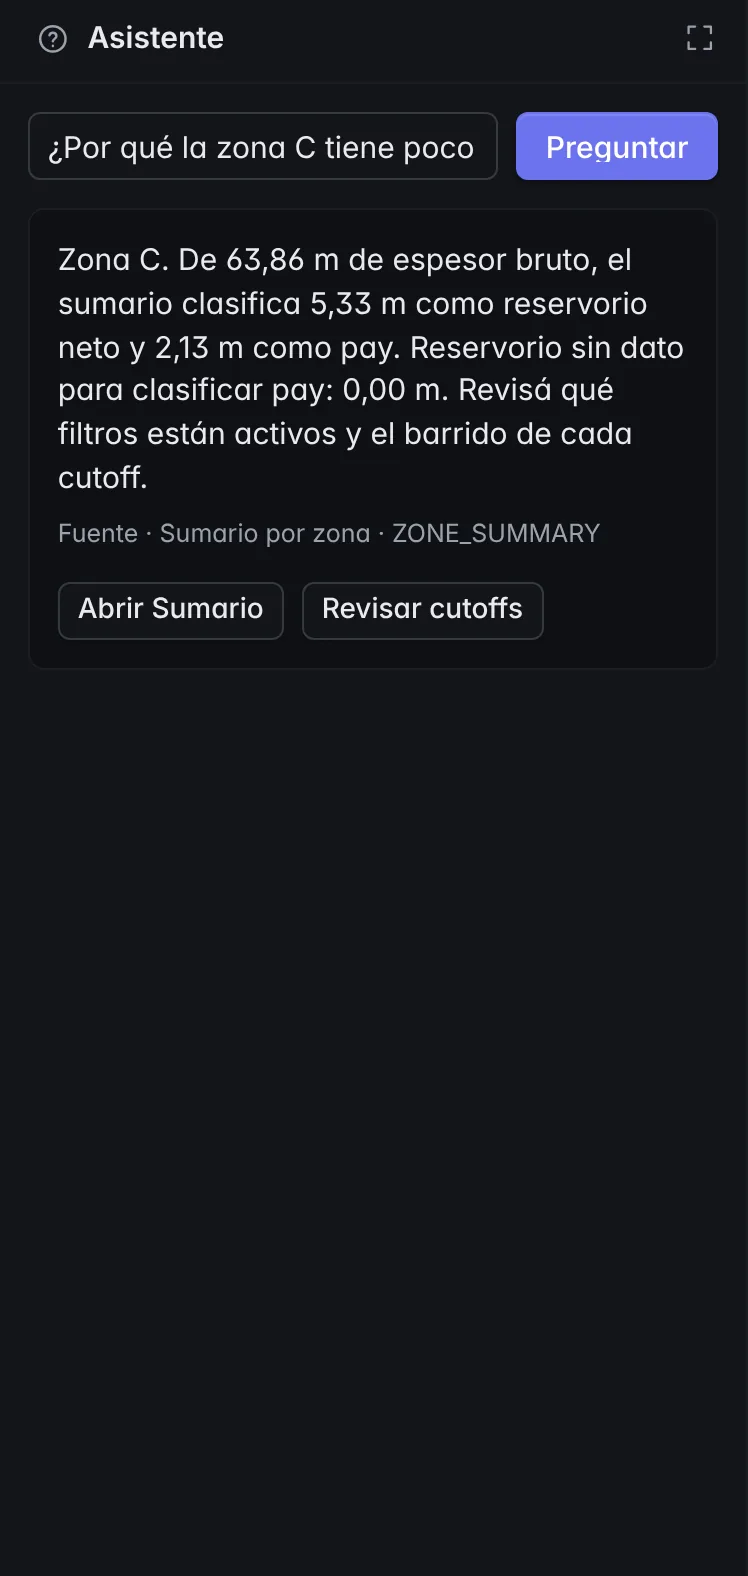 Asistente
¿Por qué la zona C tiene poco
Preguntar
Zona C. De 63,86 m de espesor bruto, el
sumario clasifica 5,33 m como reservorio
neto y 2,13 m como pay. Reservorio sin dato
para clasificar pay: 0,00 m. Revisá qué
filtros están activos y el barrido de cada
cutoff.
Fuente · Sumario por zona · ZONE_SUMMARY
Abrir Sumario
Revisar cutoffs